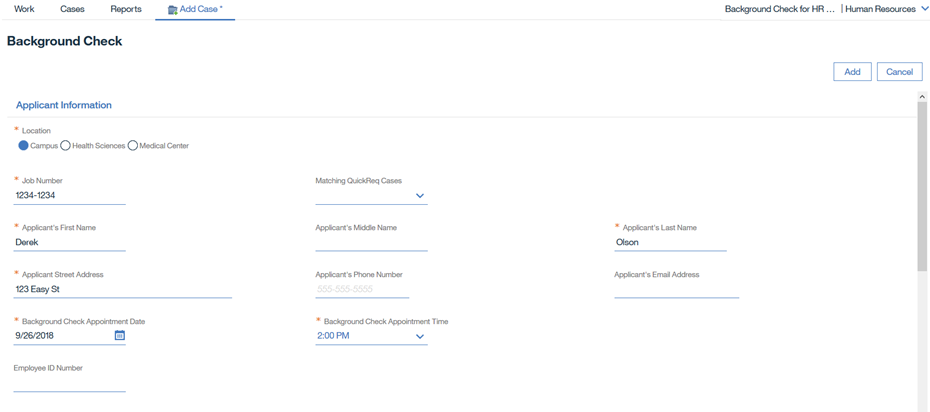 Work Cases Reports Add Case * Background Check for HR ... Human Resources
Background Check
Add Cancel
Applicant Information
* Location
Campus Health Sciences Medical Center
* Job Number Matching QuickReq Cases
1234-1234
* Applicant's First Name Applicant's Middle Name * Applicant's Last Name
Derek Olson
* Applicant Street Address Applicant's Phone Number Applicant's Email Address
123 Easy St 555-555-5555
* Background Check Appointment Date * Background Check Appointment Time
9/26/2018 2:00 PM
Employee ID Number